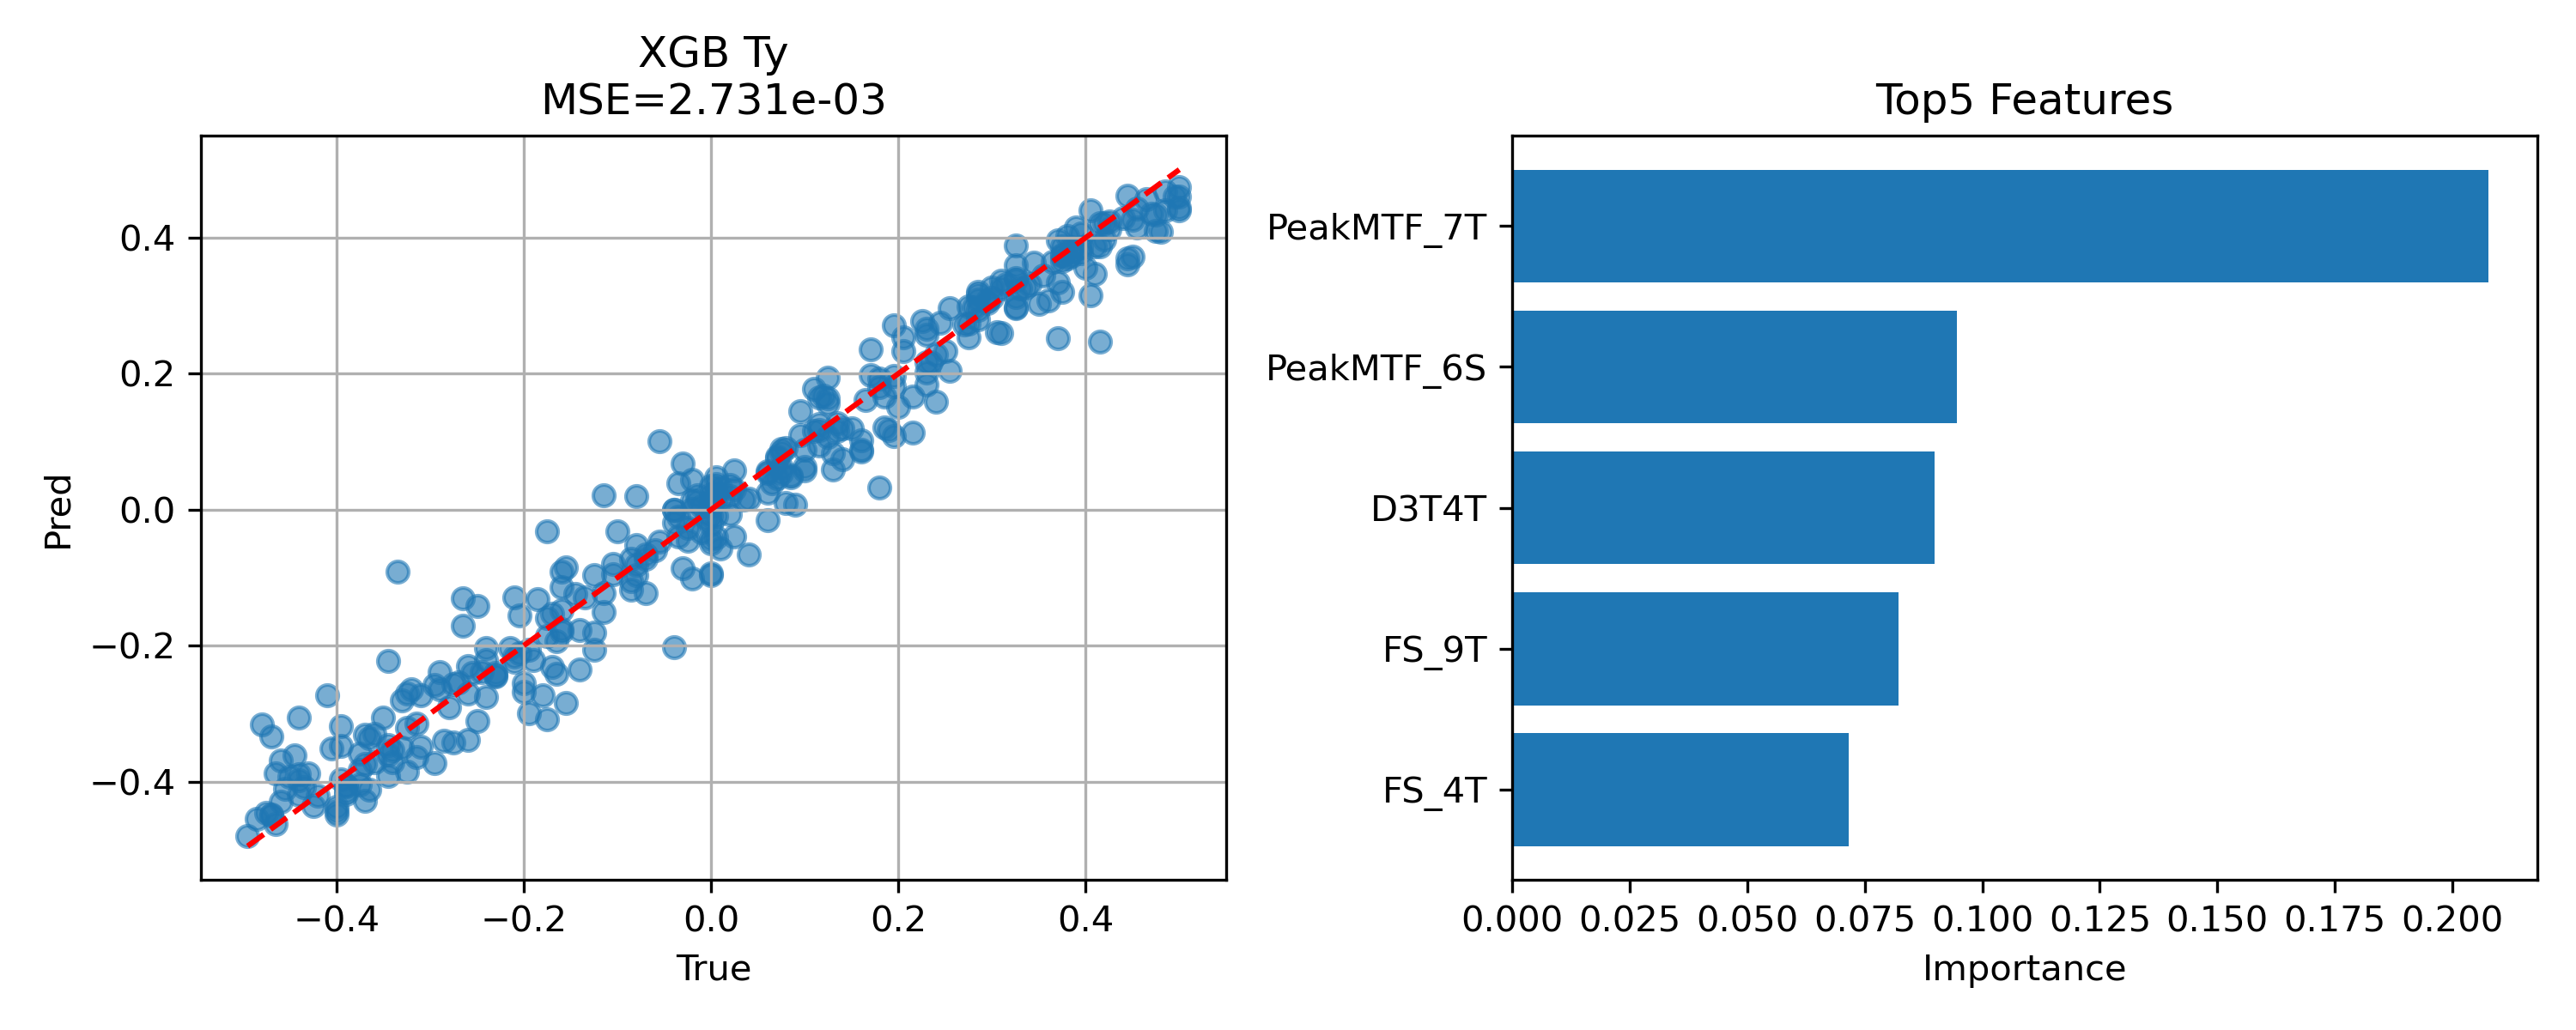 XGB Ty
MSE=2.731e-03
Pred
0.4
0.2
0.0
−0.2
−0.4
−0.4
−0.2
0.0
0.2
0.4
True
Top5 Features
PeakMTF_7T
PeakMTF_6S
D3T4T
FS_9T
FS_4T
0.000 0.025 0.050 0.075 0.100 0.125 0.150 0.175 0.200
Importance